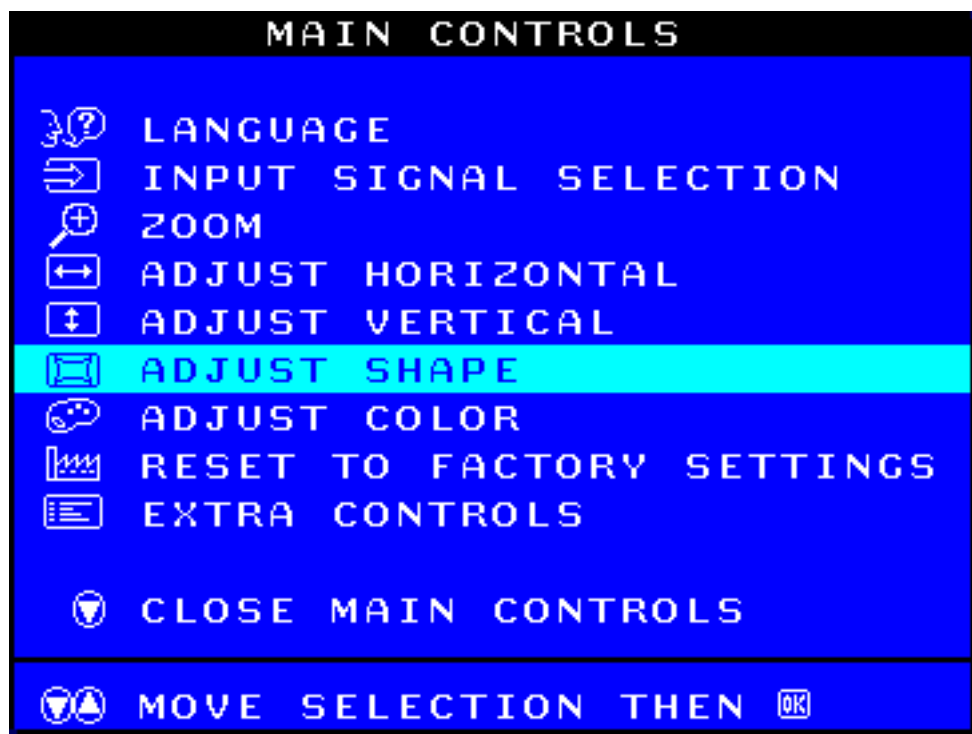 MAIN CONTROLS
LANGUAGE
INPUT SIGNAL SELECTION
ZOOM
ADJUST HORIZONTAL
ADJUST VERTICAL
ADJUST SHAPE
ADJUST COLOR
RESET TO FACTORY SETTINGS
EXTRA CONTROLS
CLOSE MAIN CONTROLS
MOVE SELECTION THEN OK